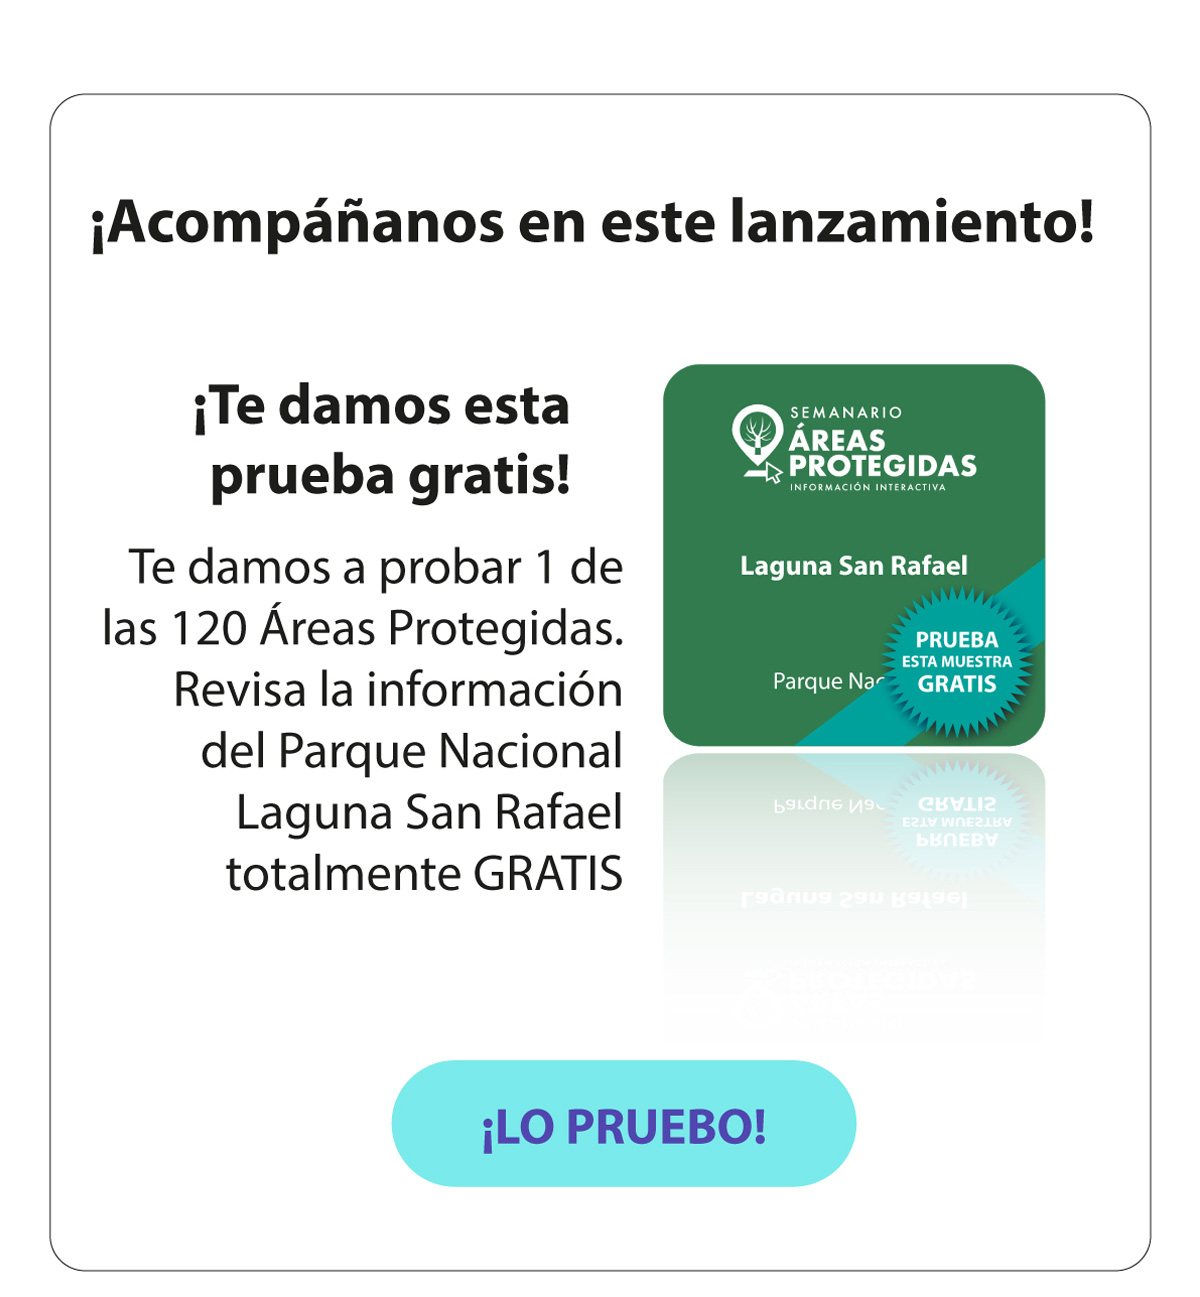 ¡Acompáñanos en este lanzamiento!
¡Te damos esta
prueba gratis!
Te damos a probar 1 de
las 120 Áreas Protegidas.
Revisa la información
del Parque Nacional
Laguna San Rafael
totalmente GRATIS
SEMANARIO
ÁREAS
PROTEGIDAS
INFORMACIÓN INTERACTIVA
Laguna San Rafael
PRUEBA
ESTA MUESTRA
GRATIS
Parque Nac
¡LO PRUEBO!